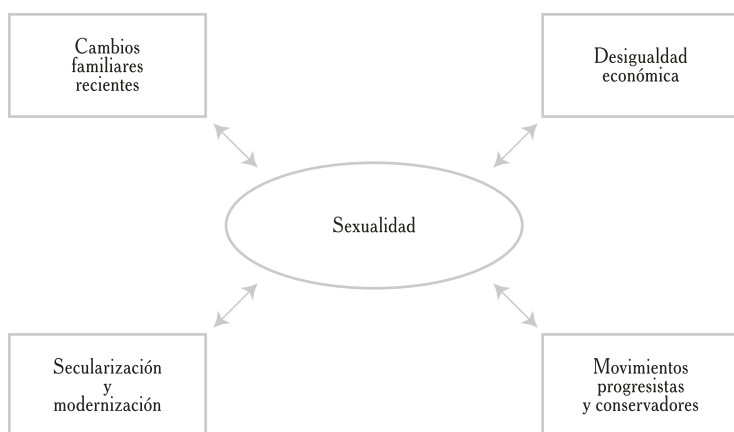 Cambios
familiares
recientes
Desigualdad
económica
Sexualidad
Secularización
y
modernización
Movimientos
progresistas
y conservadores